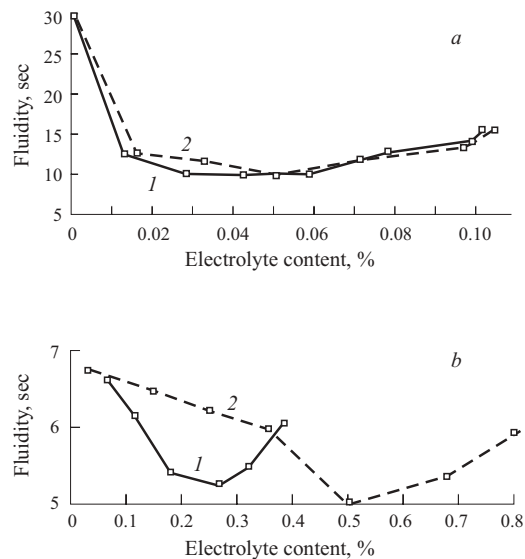 30
25
20
15
10
5
Fluidity, sec
a
2
1
0 0.02 0.04 0.06 0.08 0.10
Electrolyte content, %
7
6
5
Fluidity, sec
b
2
1
0 0.1 0.2 0.3 0.4 0.5 0.6 0.7 0.8
Electrolyte content, %